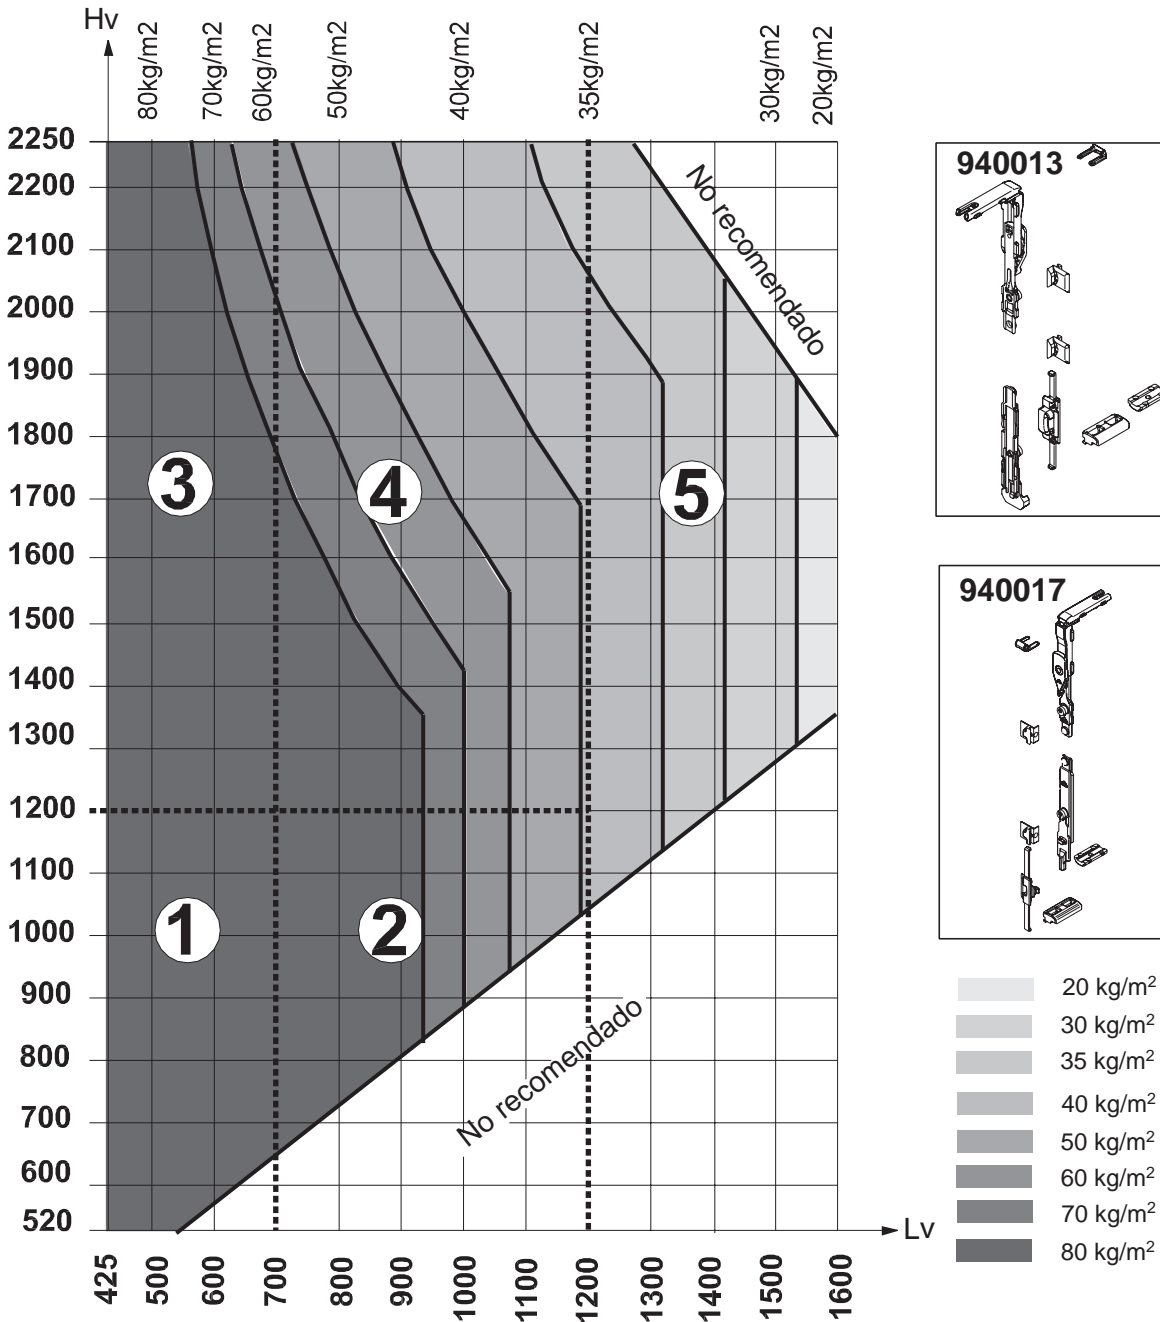 Hv
80kg/m2
70kg/m2
60kg/m2
50kg/m2
40kg/m2
35kg/m2
30kg/m2
20kg/m2
2250
2200
2100
2000
1900
1800
1700
1600
1500
1400
1300
1200
1100
1000
900
800
700
600
520
No recomendado
3
4
5
1
2
No recomendado
Lv
425
500
600
700
800
900
1000
1100
1200
1300
1400
1500
1600
940013
940017
20 kg/m²
30 kg/m²
35 kg/m²
40 kg/m²
50 kg/m²
60 kg/m²
70 kg/m²
80 kg/m²